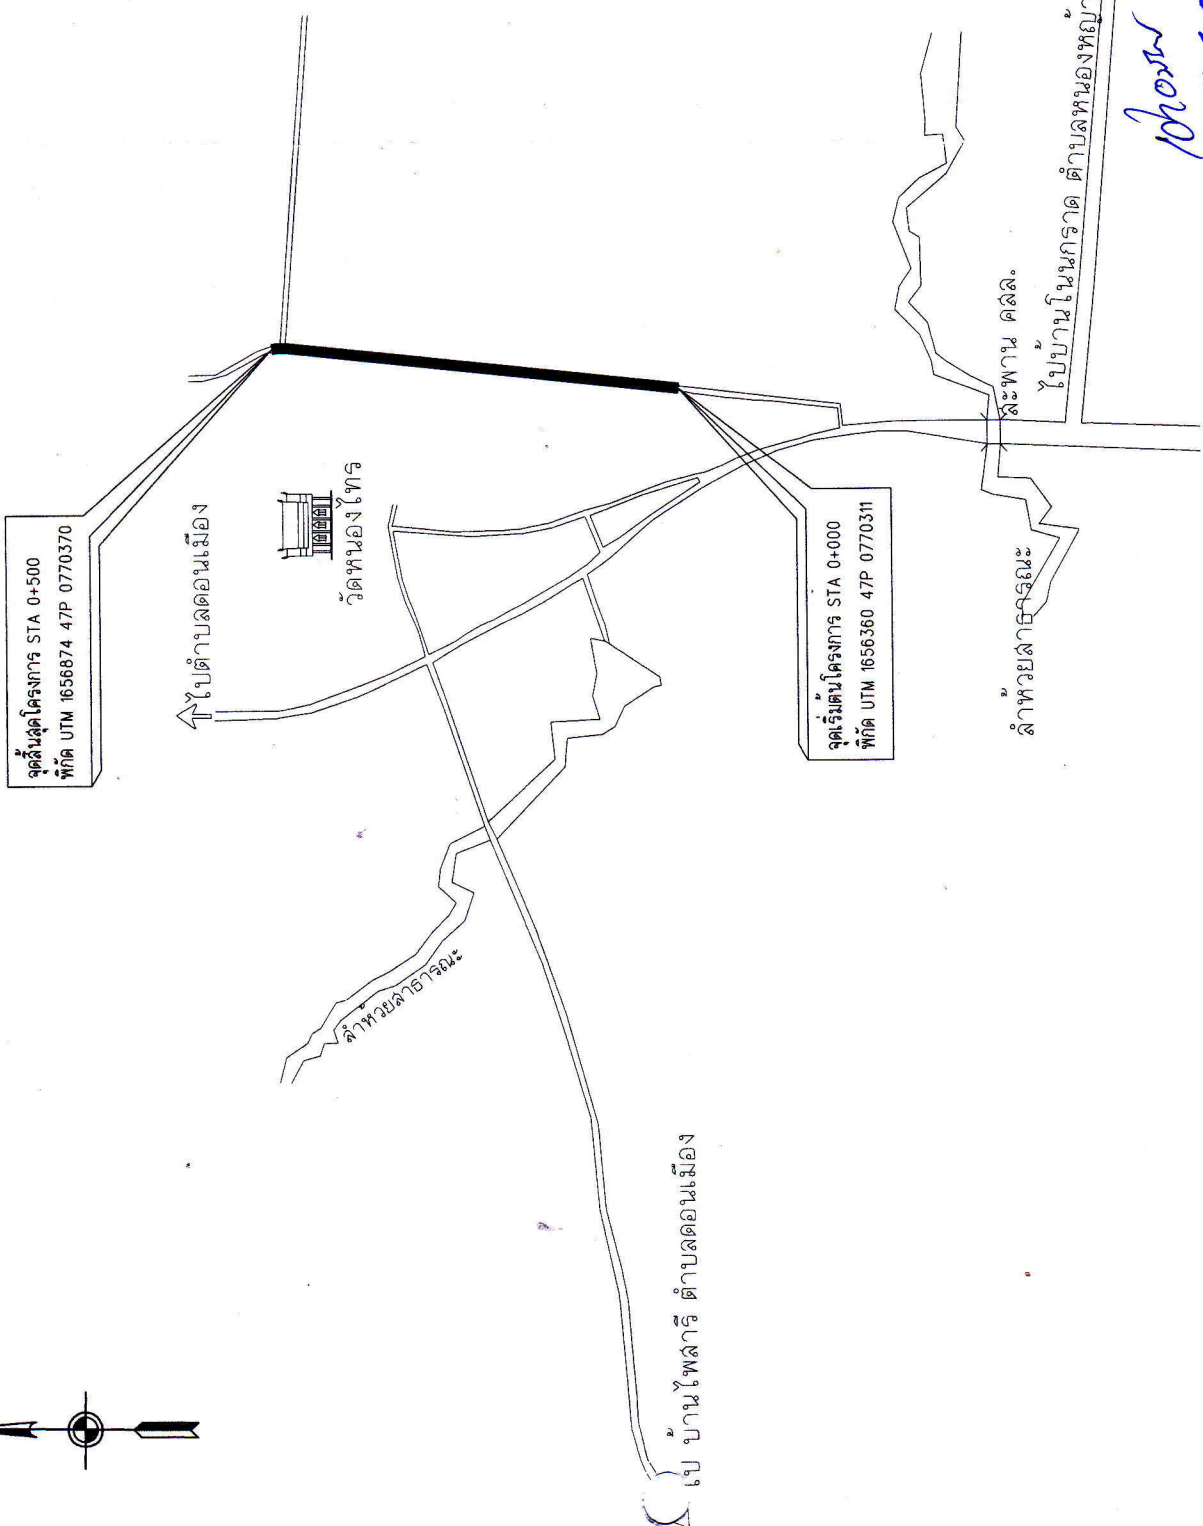 จุดสิ้นสุดโครงการ STA 0+500
พิกัด UTM 1656874 47P 0770370
ไปตำบลดอนเมือง
วัดหนองไทร
ลำห้วยสาธารณะ
ไป บ้านไพสารี ตำบลดอนเมือง
จุดเริ่มต้นโครงการ STA 0+000
พิกัด UTM 1656360 47P 0770311
ลำห้วยสาธารณะ
สะพาน คสล.
ไปบ้านโนนกราด ตำบลหนองหญ้า